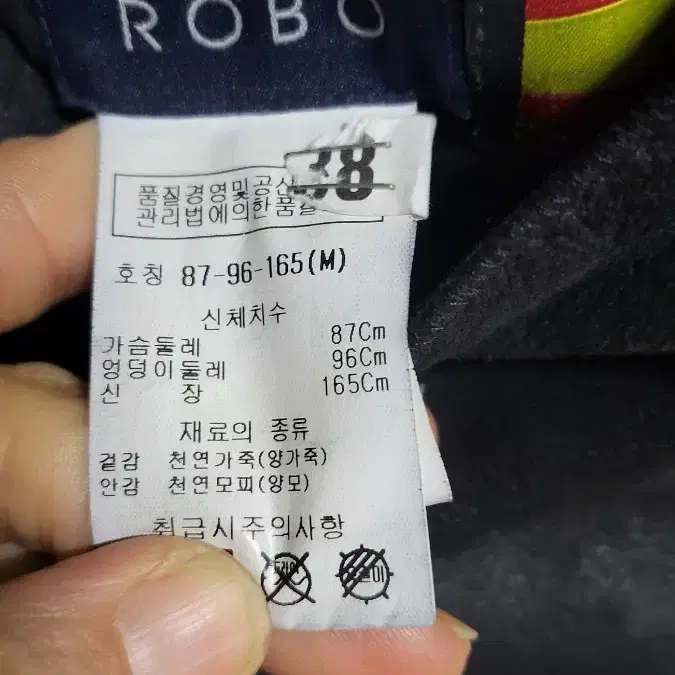 ROBO
38
품질경영및공산
관리법에의한품질
호칭 87-96-165(M)
신체치수
가슴둘레 87Cm
엉덩이둘레 96Cm
신 장 165Cm
재료의 종류
겉감 천연가죽(양가죽)
안감 천연모피(양모)
취급시주의사항